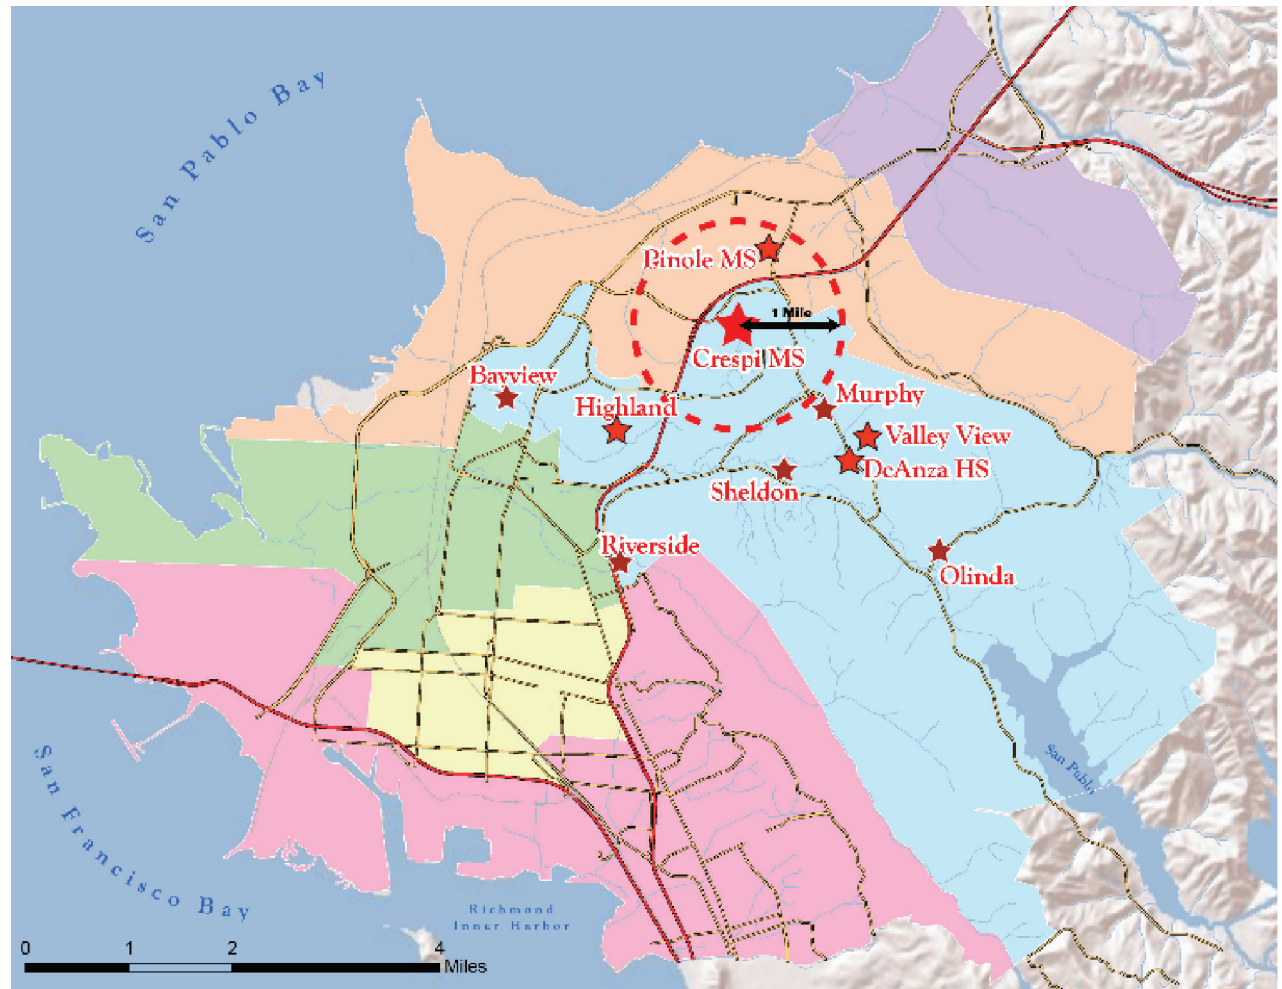 San Pablo Bay
Pinole MS
1 Mile
Crespi MS
Bayview
Highland
Murphy
Valley View
DeAnza HS
Sheldon
Riverside
Olinda
San Pablo
San Francisco Bay
Richmond
Inner Harbor
0 1 2 4
Miles